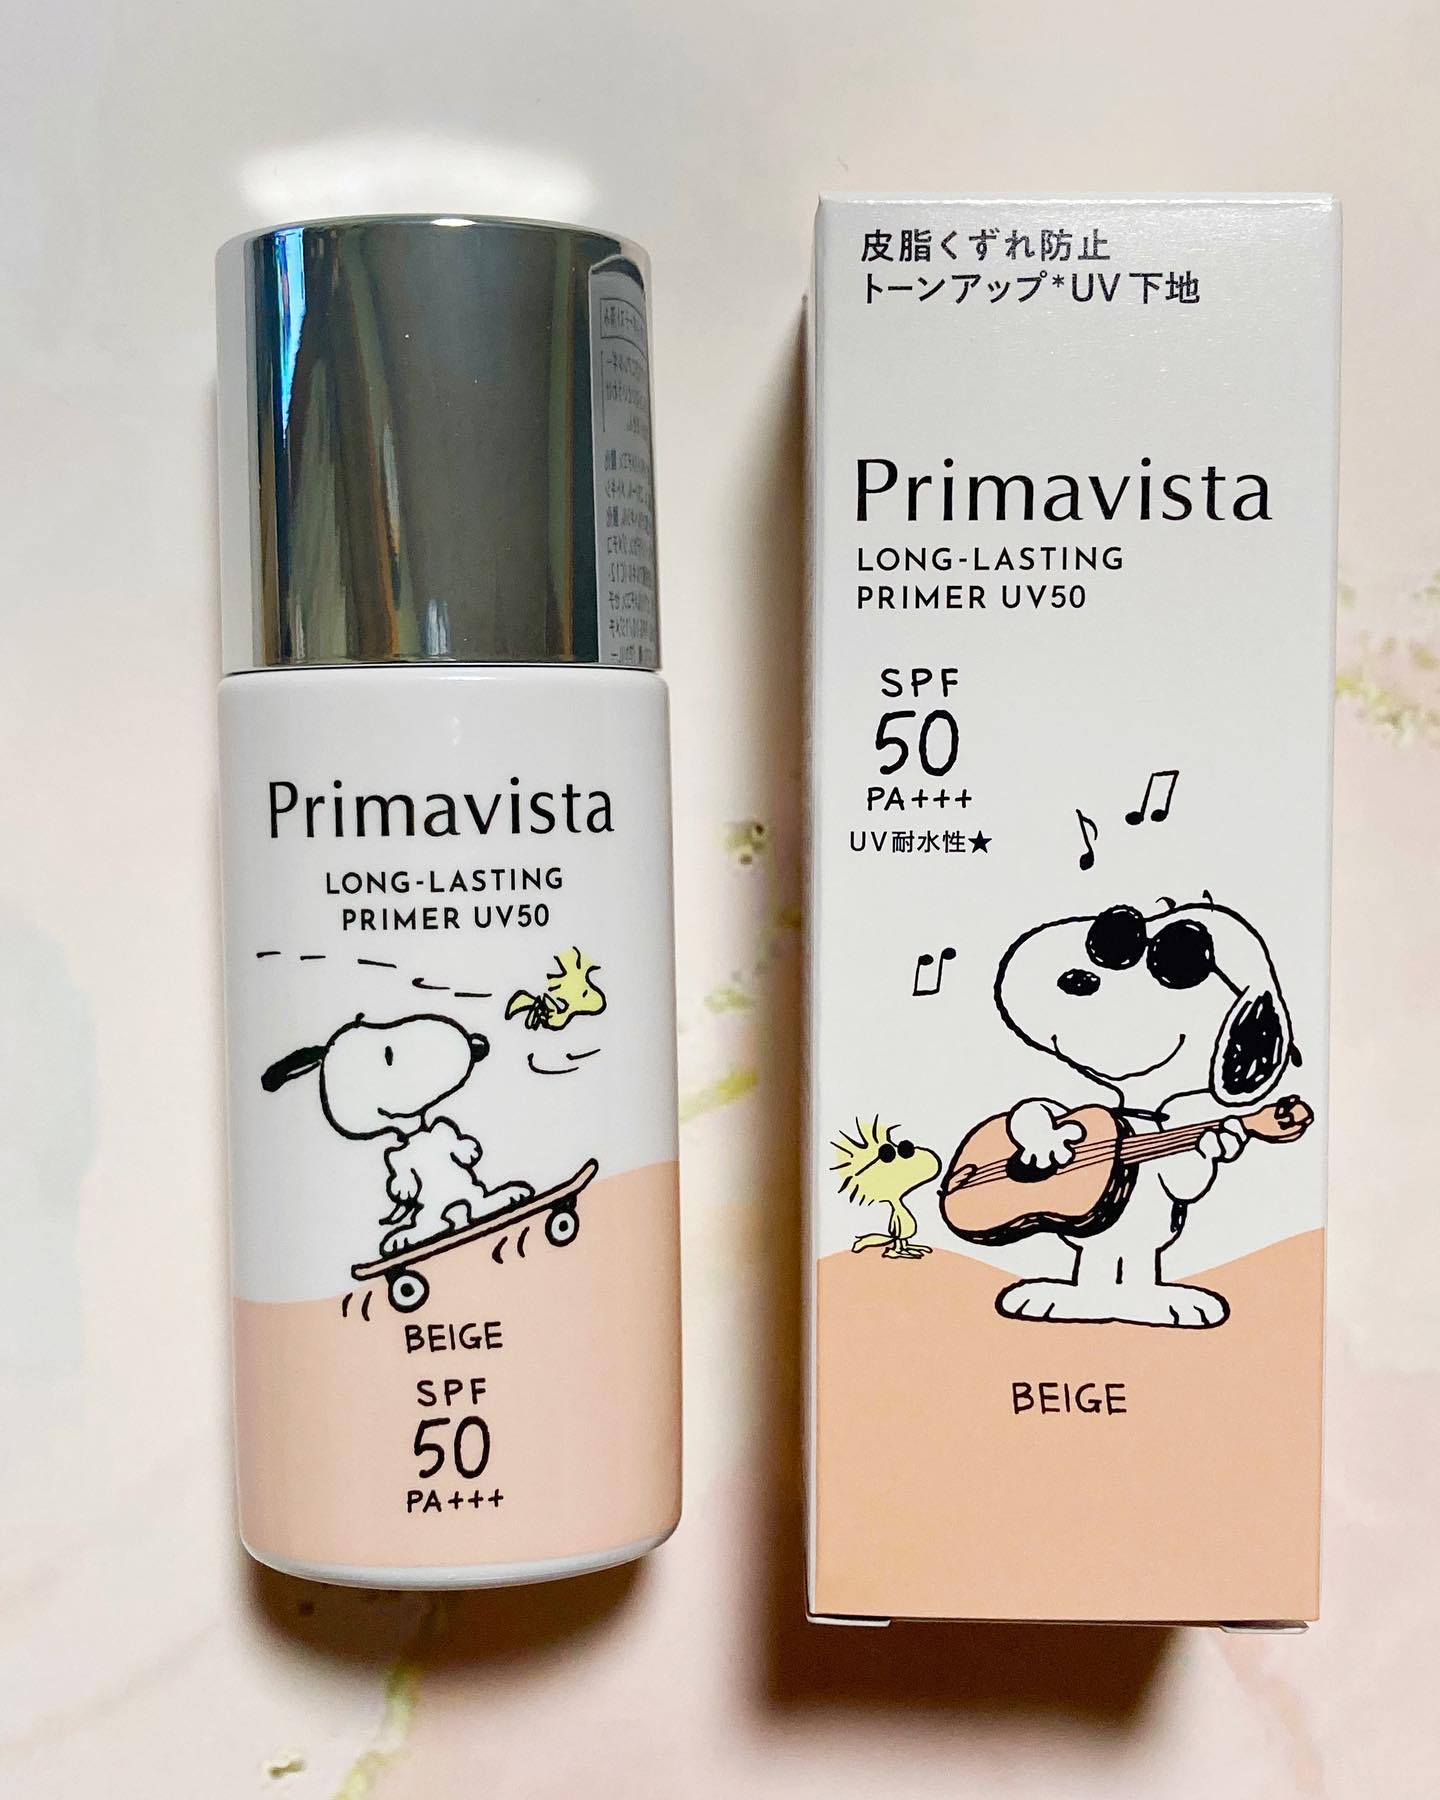 Primavista
LONG-LASTING
PRIMER UV50
BEIGE
SPF
50
PA+++
皮脂くずれ防止
トーンアップ*UV下地
Primavista
LONG-LASTING
PRIMER UV50
SPF
50
PA+++
UV耐水性★
BEIGE